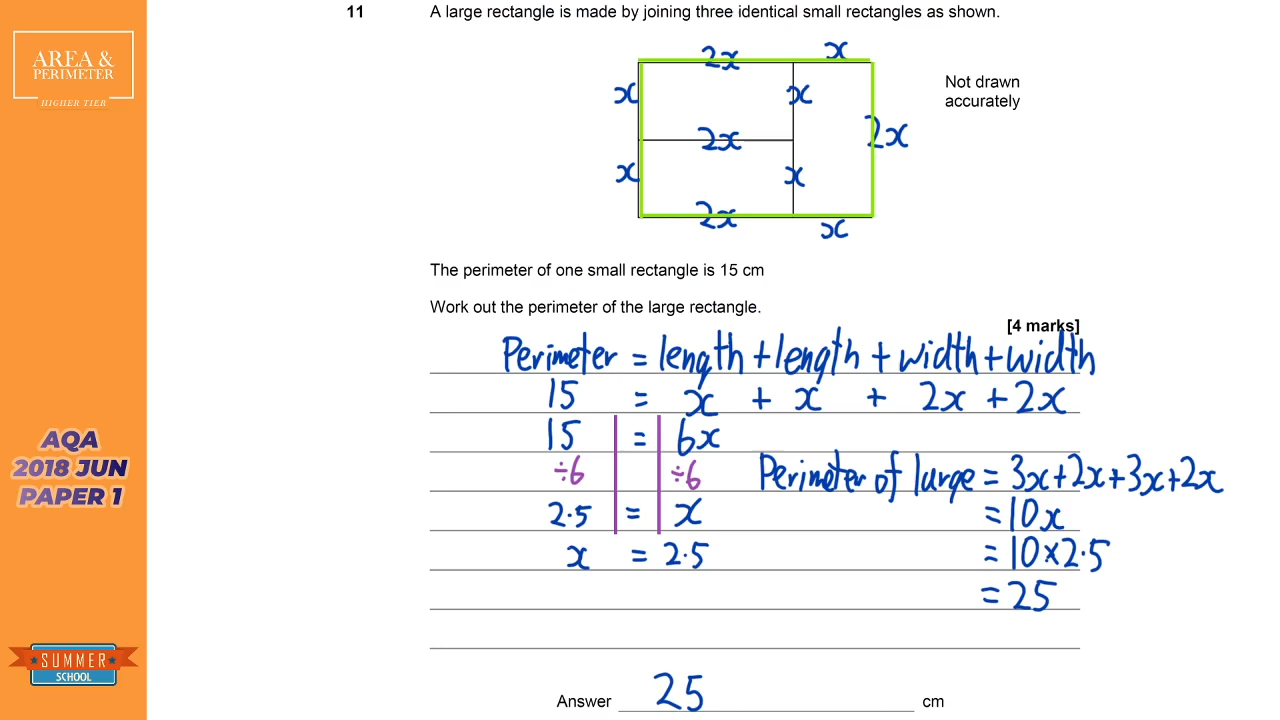 AREA &
PERIMETER
HIGHER TIER
AQA
2018 JUN
PAPER 1
SUMMER
SCHOOL
11 A large rectangle is made by joining three identical small rectangles as shown.
2x x
x x
2x
2x
x x
2x x
Not drawn
accurately
The perimeter of one small rectangle is 15 cm
Work out the perimeter of the large rectangle.
[4 marks]
Perimeter = length + length + width + width
15 = x + x + 2x + 2x
15 = 6x
÷6 ÷6
2.5 = x
x = 2.5
Perimeter of large = 3x + 2x + 3x + 2x
= 10x
= 10 × 2.5
= 25
Answer 25 cm